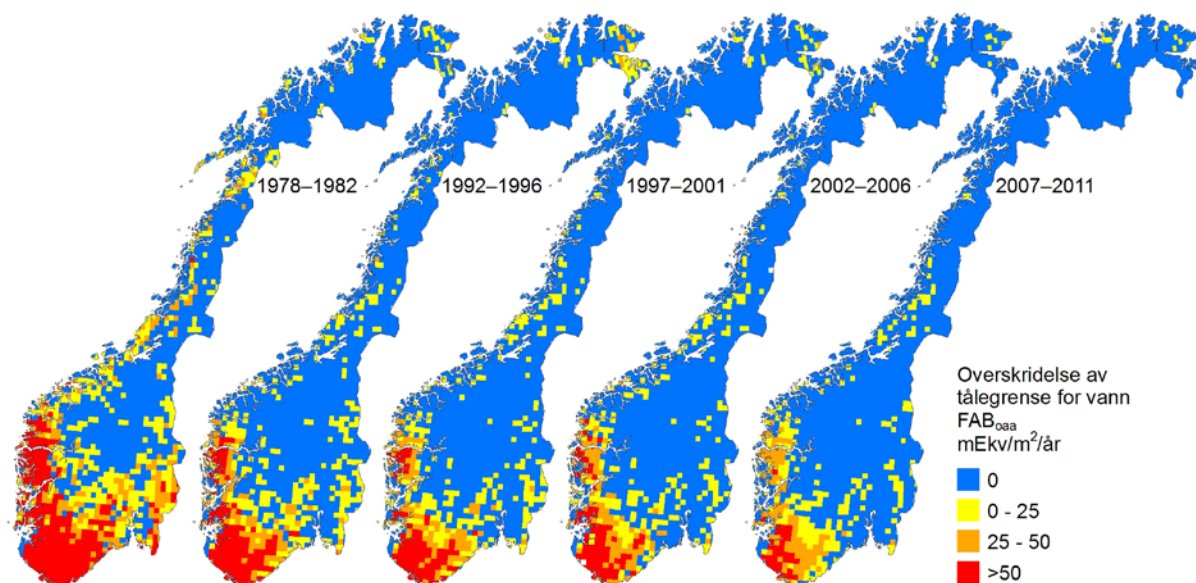 1978–1982
1992–1996
1997–2001
2002–2006
2007–2011
Overskridelse av
tålegrense for vann
FAB_oaa
mEkv/m²/år
0
0 - 25
25 - 50
>50